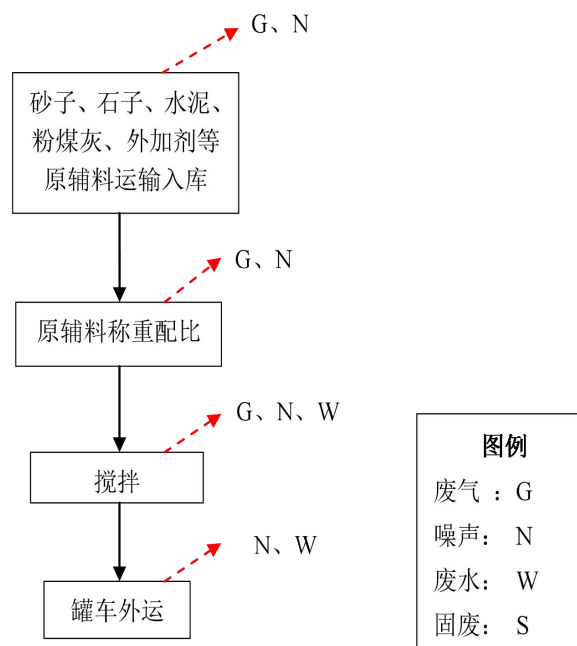 G、N
砂子、石子、水泥、
粉煤灰、外加剂等
原辅料运输入库
G、N
原辅料称重配比
G、N、W
搅拌
N、W
罐车外运
图例
废气 ：G
噪声： N
废水： W
固废： S